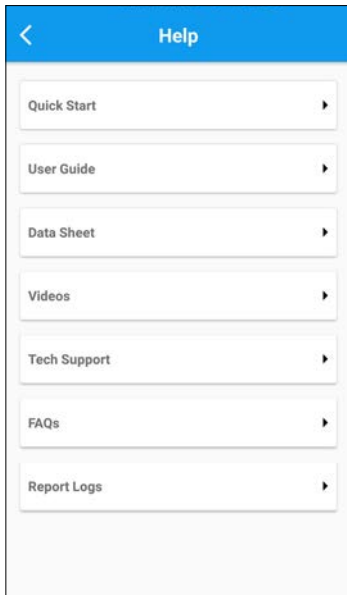 Help
Quick Start
User Guide
Data Sheet
Videos
Tech Support
FAQs
Report Logs